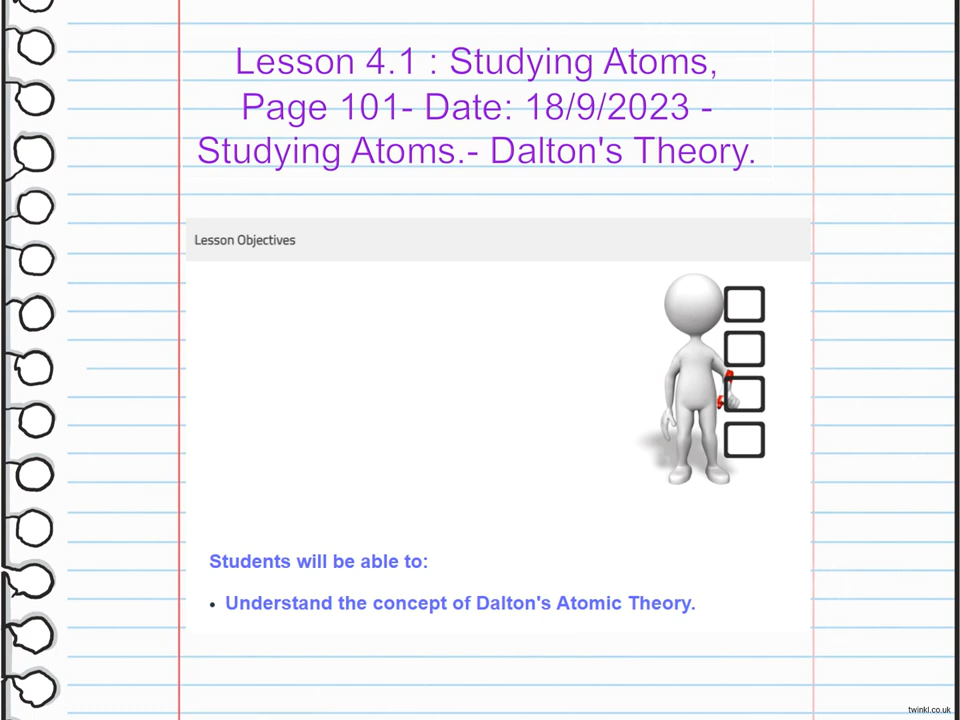 Lesson 4.1 : Studying Atoms,
Page 101- Date: 18/9/2023 -
Studying Atoms.- Dalton's Theory.
Lesson Objectives
Students will be able to:
• Understand the concept of Dalton's Atomic Theory.
twinkl.co.uk